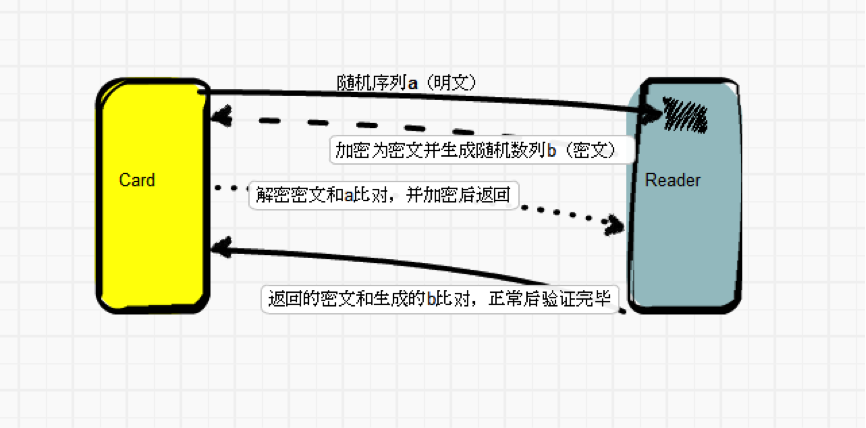 随机序列a（明文）
加密为密文并生成随机数列b（密文）
Card
Reader
解密密文和a比对，并加密后返回
返回的密文和生成的b比对，正常后验证完毕